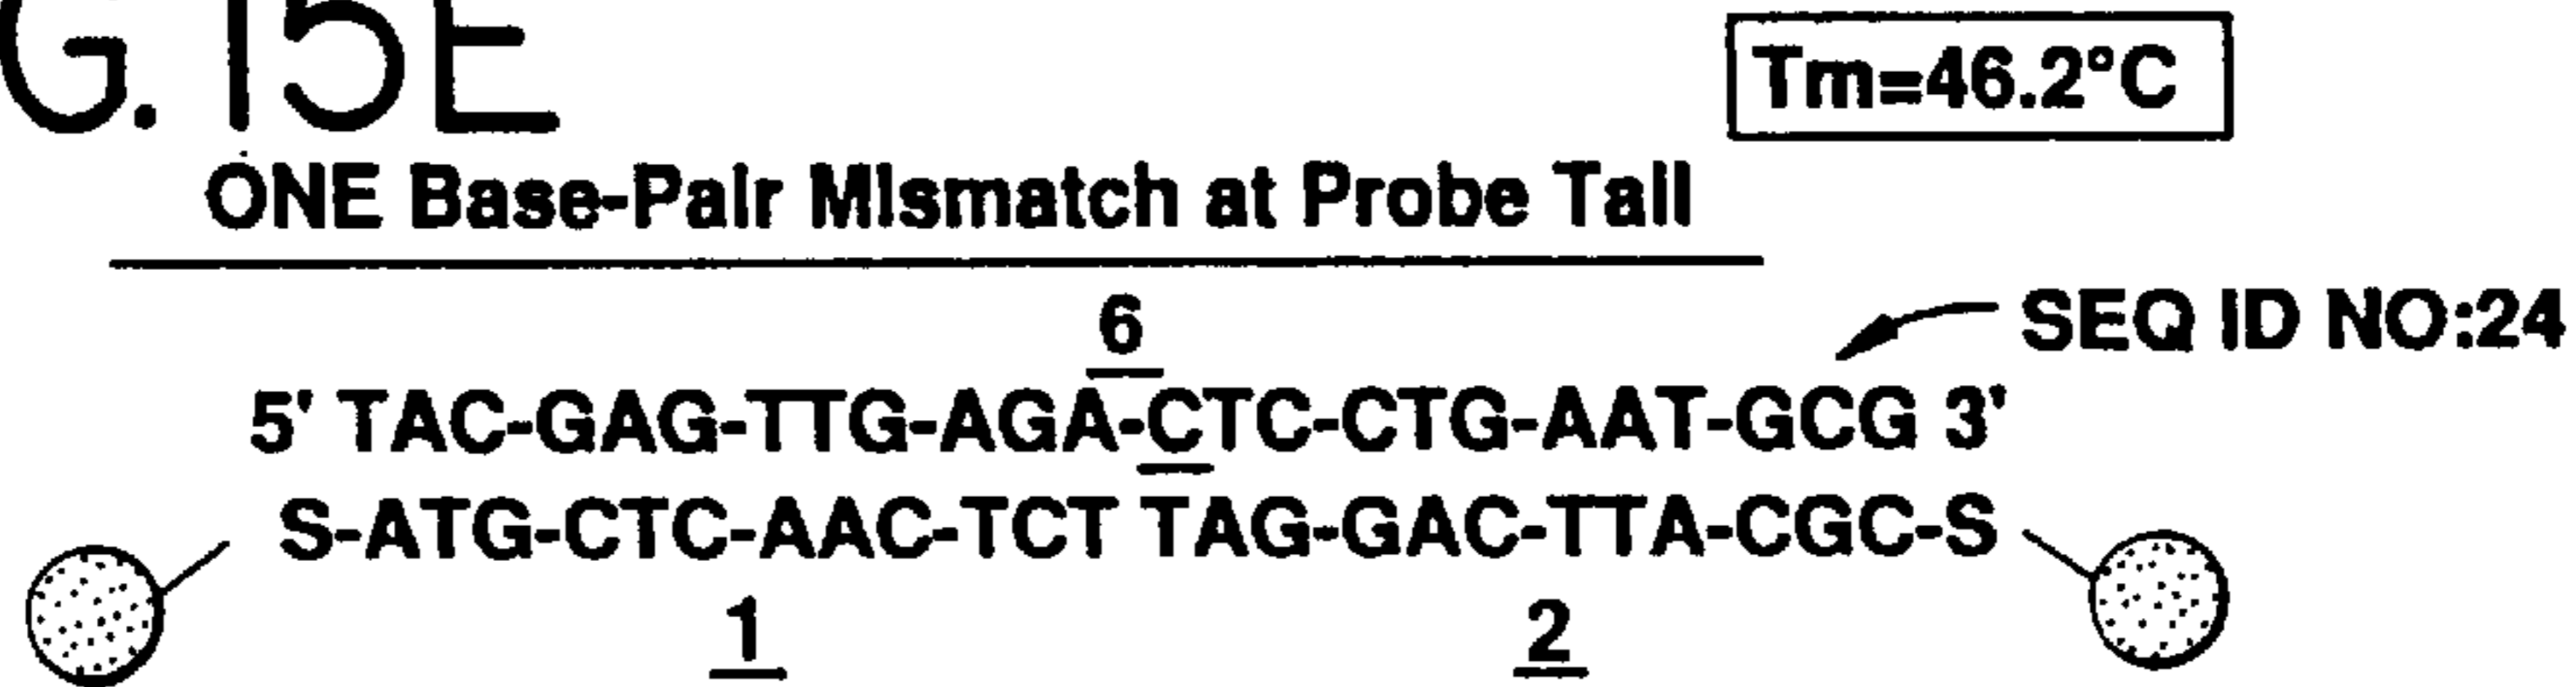 G. 15E
Tm=46.2°C
ONE Base-Pair Mismatch at Probe Tail
6
SEQ ID NO:24
5' TAC-GAG-TTG-AGA-CTC-CTG-AAT-GCG 3'
S-ATG-CTC-AAC-TCT TAG-GAC-TTA-CGC-S
1 2